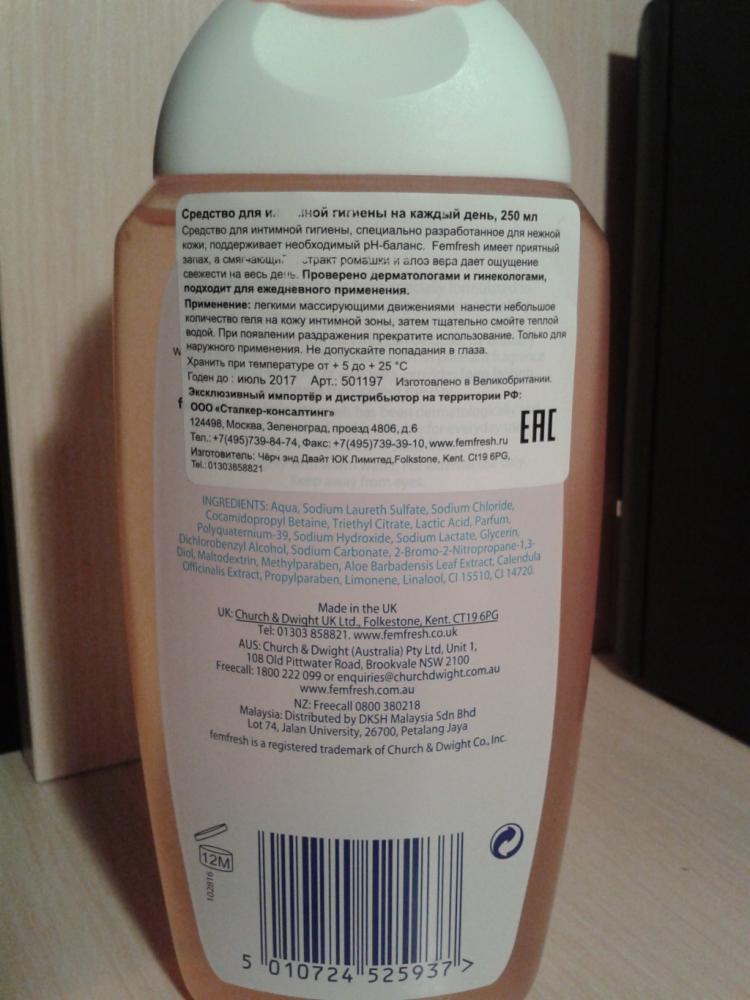 Средство для и. .мной гигиены на каждый день, 250 мл
Средство для интимной гигиены, специально разработанное для нежной
кожи, поддерживает необходимый pH-баланс. Femfresh имеет приятный
запах, а смягчающи .стракт ромашки и алоэ вера дает ощущение
свежести на весь день. Проверено дерматологами и гинекологами,
подходит для ежедневного применения.
Применение: легкими массирующими движениями нанести небольшое
количество геля на кожу интимной зоны, затем тщательно смойте теплой
водой. При появлении раздражения прекратите использование. Только для
наружного применения. Не допускайте попадания в глаза.
Хранить при температуре от + 5 до + 25 °C
Годен до : июль 2017 Арт.: 501197 Изготовлено в Великобритании.
Эксклюзивный импортёр и дистрибьютор на территории РФ:
ООО «Сталкер-консалтинг»
124498, Москва, Зеленоград, проезд 4806, д.6
Тел.: +7(495)739-84-74, Факс: +7(495)739-39-10, www.femfresh.ru
Изготовитель: Чёрч энд Двайт ЮК Лимитед,Folkstone, Kent. Ct19 6PG,
Tel.: 01303858821
EAC
Keep away from eyes.
INGREDIENTS: Aqua, Sodium Laureth Sulfate, Sodium Chloride,
Cocamidopropyl Betaine, Triethyl Citrate, Lactic Acid, Parfum,
Polyquaternium-39, Sodium Hydroxide, Sodium Lactate, Glycerin,
Dichlorobenzyl Alcohol, Sodium Carbonate, 2-Bromo-2-Nitropropane-1,3-
Diol, Maltodextrin, Methylparaben, Aloe Barbadensis Leaf Extract, Calendula
Officinalis Extract, Propylparaben, Limonene, Linalool, CI 15510, CI 14720.
Made in the UK
UK: Church & Dwight UK Ltd., Folkestone, Kent. CT19 6PG
Tel: 01303 858821. www.femfresh.co.uk
AUS: Church & Dwight (Australia) Pty Ltd, Unit 1,
108 Old Pittwater Road, Brookvale NSW 2100
Freecall: 1800 222 099 or enquiries@churchdwight.com.au
www.femfresh.com.au
NZ: Freecall 0800 380218
Malaysia: Distributed by DKSH Malaysia Sdn Bhd
Lot 74, Jalan University, 26700, Petalang Jaya
femfresh is a registered trademark of Church & Dwight Co., Inc.
12M
102816
5 010724 525937 >